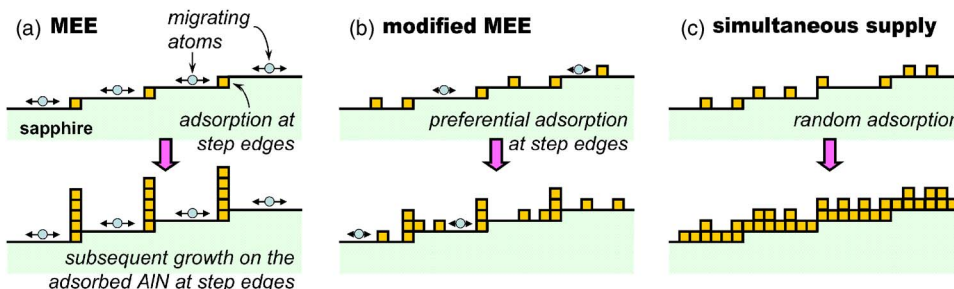 (a) MEE
migrating
atoms
sapphire
adsorption at
step edges
subsequent growth on the
adsorbed AlN at step edges
(b) modified MEE
preferential adsorption
at step edges
(c) simultaneous supply
random adsorption